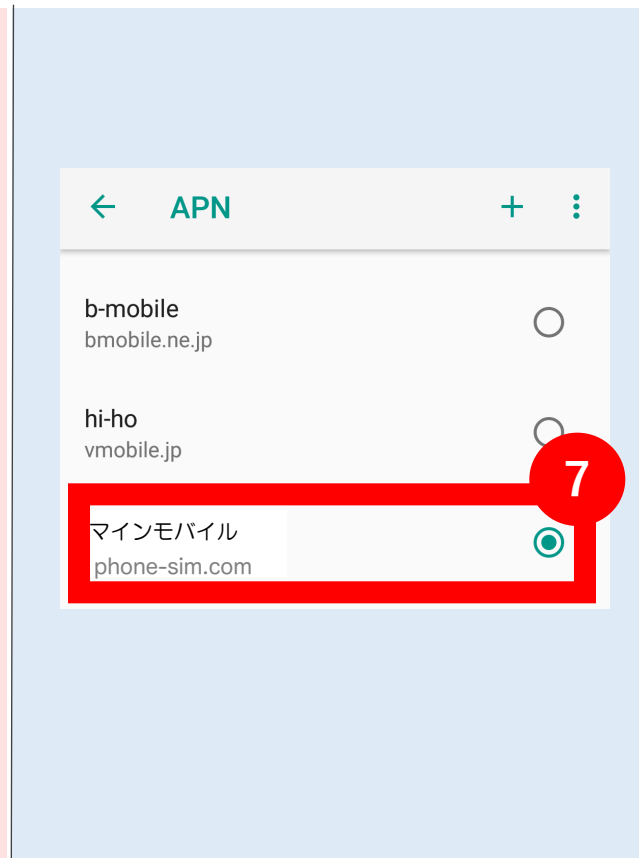 APN
b-mobile
bmobile.ne.jp
hi-ho
vmobile.jp
7
マインモバイル
phone-sim.com